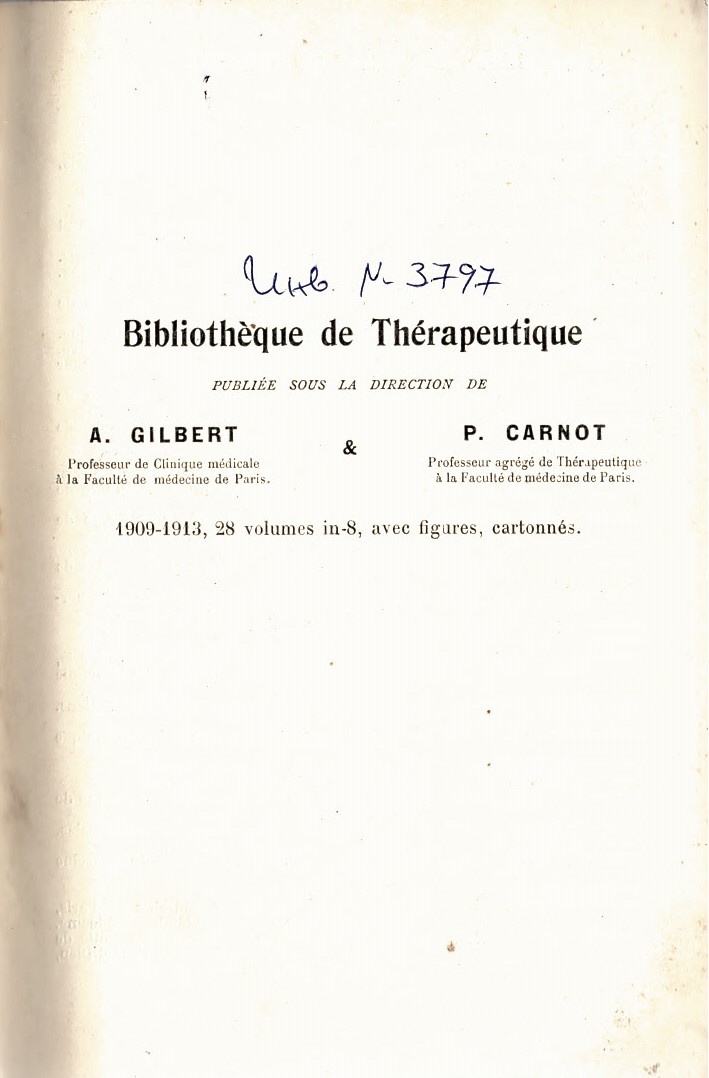 Инв. N- 3797
Bibliothèque de Thérapeutique
PUBLIÉE SOUS LA DIRECTION DE
A. GILBERT
Professeur de Clinique médicale
à la Faculté de médecine de Paris.
&
P. CARNOT
Professeur agrégé de Thérapeutique
à la Faculté de médecine de Paris.
1909-1913, 28 volumes in-8, avec figures, cartonnés.